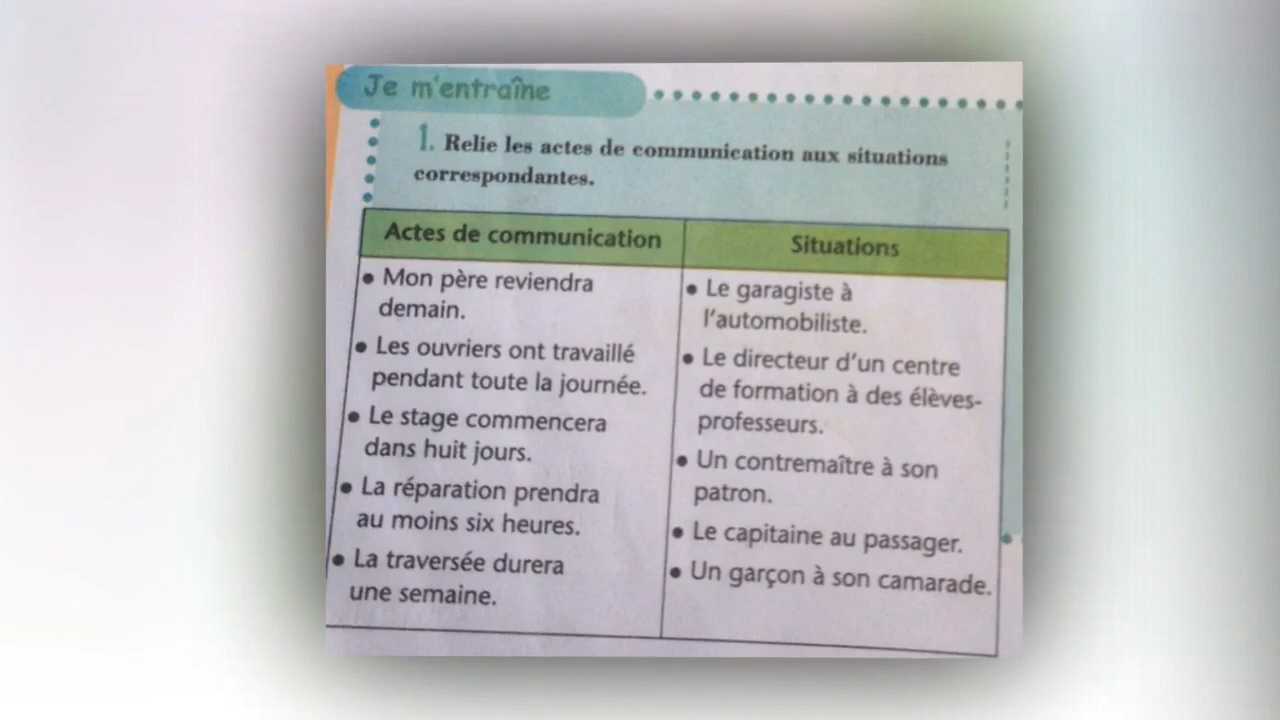 Je m'entraîne
1. Relie les actes de communication aux situations
correspondantes.
Actes de communication
• Mon père reviendra
demain.
• Les ouvriers ont travaillé
pendant toute la journée.
• Le stage commencera
dans huit jours.
• La réparation prendra
au moins six heures.
• La traversée durera
une semaine.
Situations
• Le garagiste à
l'automobiliste.
• Le directeur d'un centre
de formation à des élèves-
professeurs.
• Un contremaître à son
patron.
• Le capitaine au passager.
• Un garçon à son camarade.